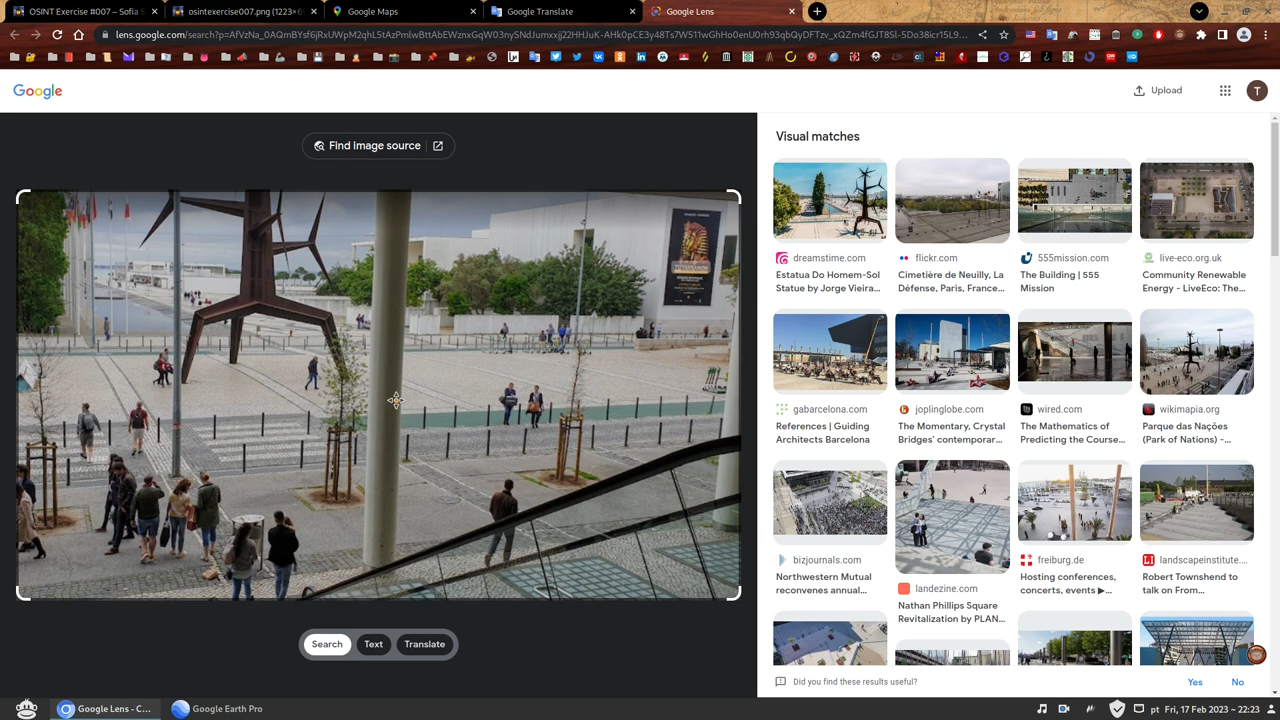 OSINT Exercise #007 – Sofia S
osintexercise007.png (1223×6
Google Maps
Google Translate
Google Lens
lens.google.com/search?p=AfVzNa_0AQmBYsf6jRxUWpM2qhL5tAzPmlwBttAbEWznxGqW03nySNdJumxxjj22HHJuK-AHk0pCE3y48Ts7W511wGhHo0enU0rh93qbQyDFTzv_xQZm4fGJT8Sl-5Do38icr15L9...
Google
Upload
T
Find image source
Visual matches
dreamstime.com
Estatua Do Homem-Sol
Statue by Jorge Vieira...
flickr.com
Cimetière de Neuilly, La
Défense, Paris, France...
555mission.com
The Building | 555
Mission
live-eco.org.uk
Community Renewable
Energy - LiveEco: The...
gabarcelona.com
References | Guiding
Architects Barcelona
joplinglobe.com
The Momentary, Crystal
Bridges' contemporar...
wired.com
The Mathematics of
Predicting the Course...
wikimapia.org
Parque das Nações
(Park of Nations) -...
bizjournals.com
Northwestern Mutual
reconvenes annual...
landezine.com
Nathan Phillips Square
Revitalization by PLAN...
freiburg.de
Hosting conferences,
concerts, events ▶...
landscapeinstitute....
Robert Townshend to
talk on From...
Search
Text
Translate
Did you find these results useful?
Yes
No
Google Lens - C...
Google Earth Pro
pt
Fri, 17 Feb 2023 ~ 22:23